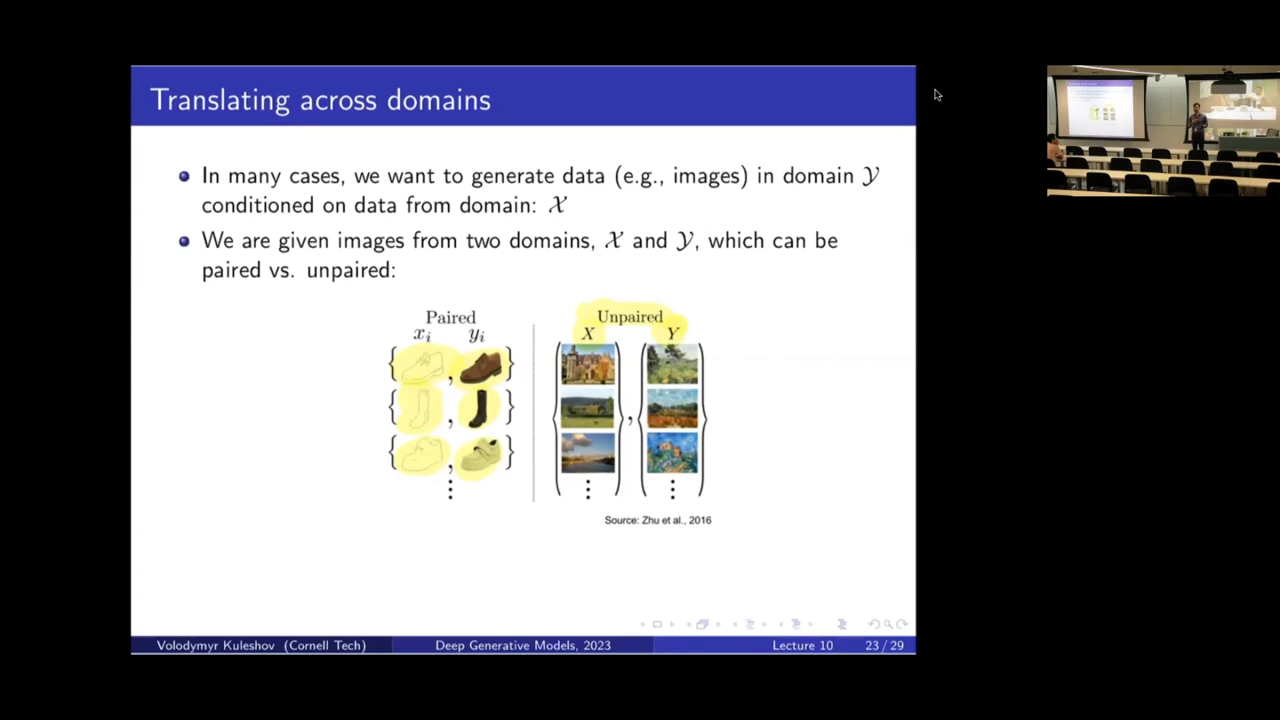 Translating across domains
In many cases, we want to generate data (e.g., images) in domain 𝒴
conditioned on data from domain: 𝒳
We are given images from two domains, 𝒳 and 𝒴, which can be
paired vs. unpaired:
Paired
xᵢ yᵢ
Unpaired
X Y
Source: Zhu et al., 2016
Volodymyr Kuleshov (Cornell Tech) Deep Generative Models, 2023 Lecture 10 23 / 29